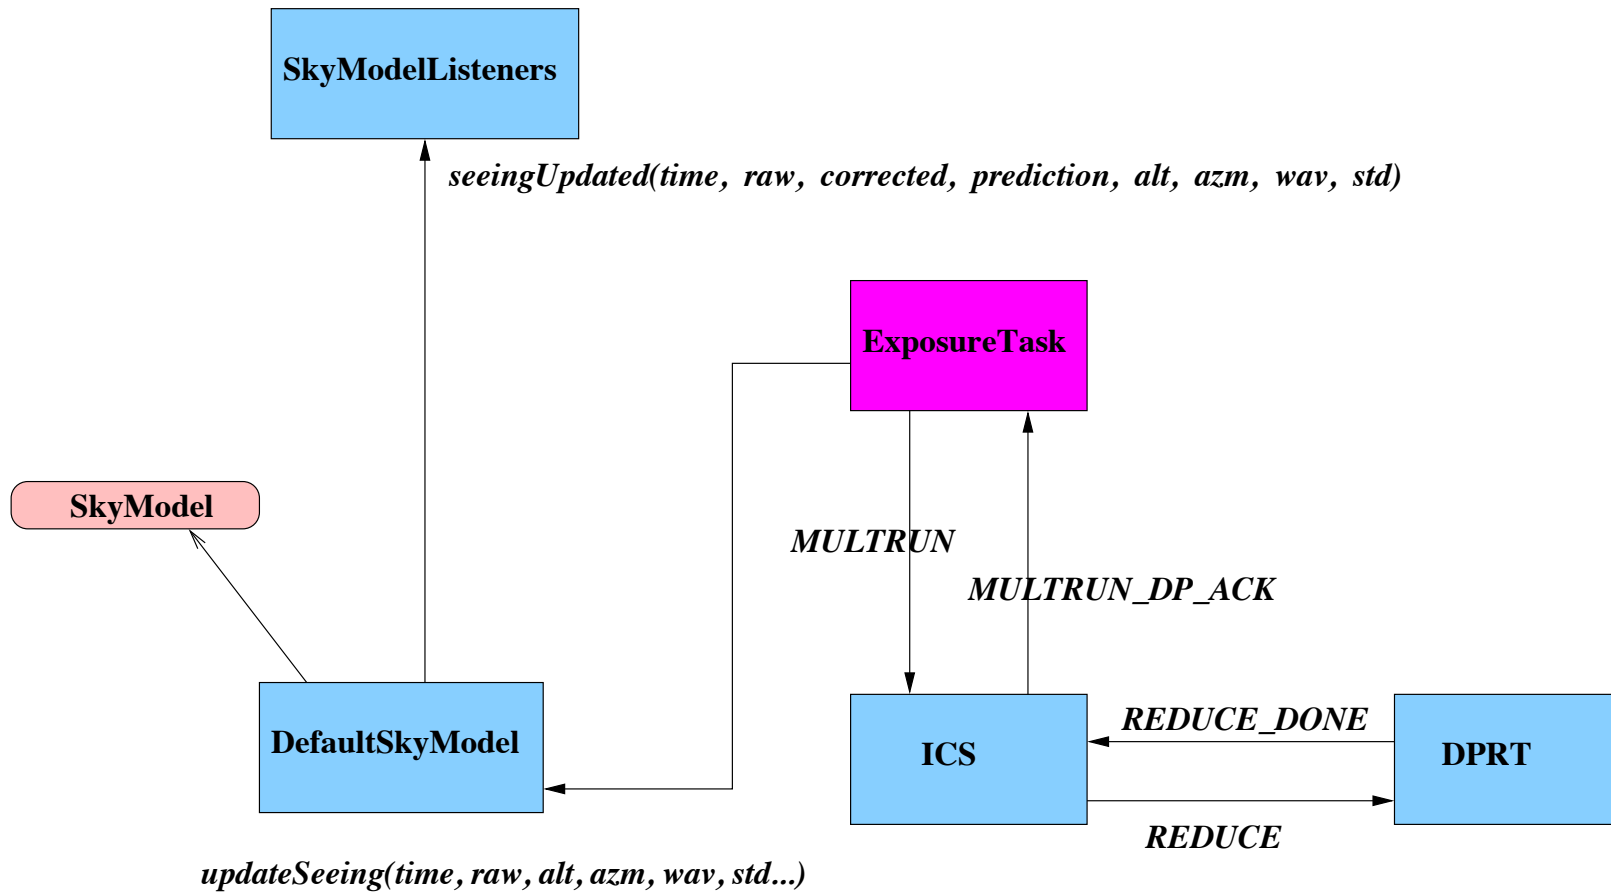 SkyModelListeners
seeingUpdated(time, raw, corrected, prediction, alt, azm, wav, std)
ExposureTask
SkyModel
MULTRUN
MULTRUN_DP_ACK
REDUCE_DONE
DefaultSkyModel
ICS
DPRT
REDUCE
updateSeeing(time, raw, alt, azm, wav, std...)